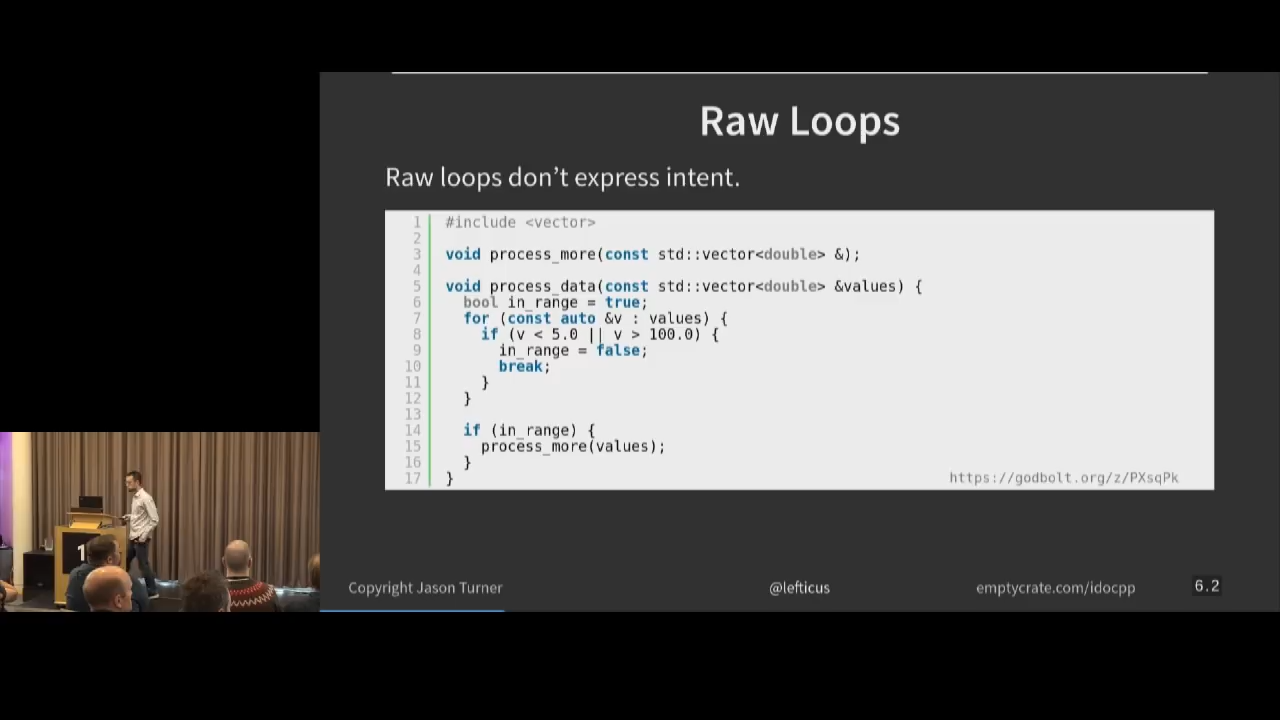 Raw Loops
Raw loops don't express intent.
1 #include <vector>
2
3 void process_more(const std::vector<double> &);
4
5 void process_data(const std::vector<double> &values) {
6   bool in_range = true;
7   for (const auto &v : values) {
8     if (v < 5.0 || v > 100.0) {
9       in_range = false;
10       break;
11     }
12   }
13
14   if (in_range) {
15     process_more(values);
16   }
17 }
https://godbolt.org/z/PXsqPk
1
Copyright Jason Turner @lefticus emptycrate.com/idocpp 6.2